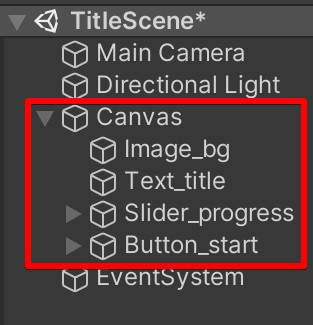 TitleScene*
Main Camera
Directional Light
Canvas
Image_bg
Text_title
Slider_progress
Button_start
EventSystem